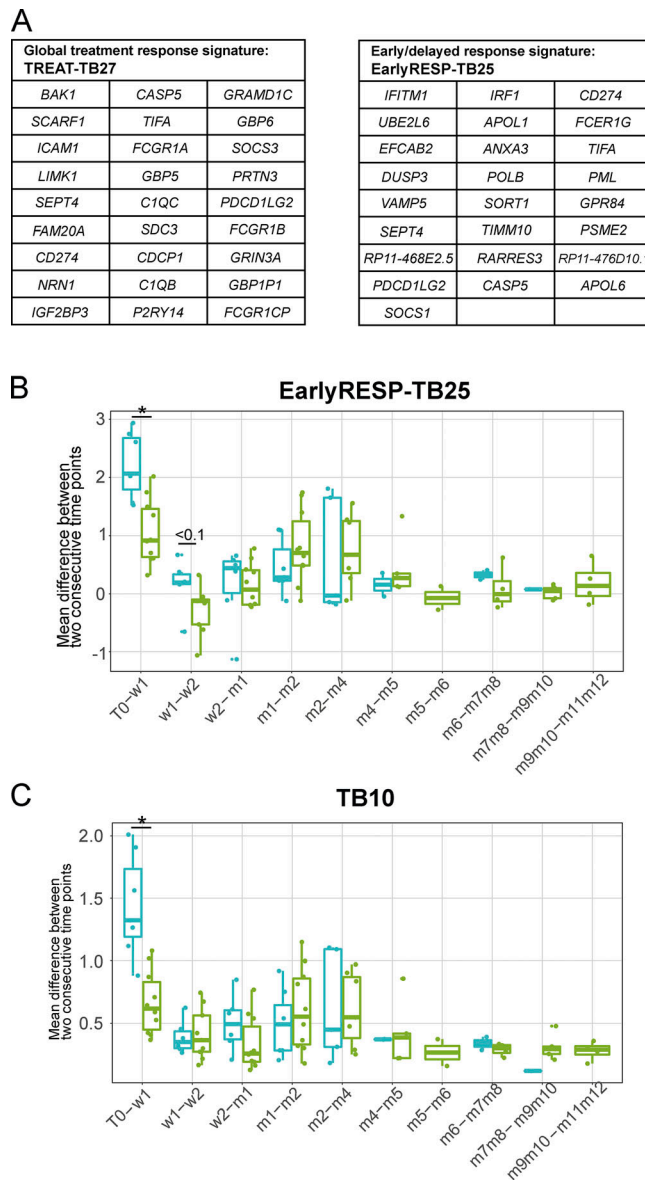 A
Global treatment response signature:
TREAT-TB27
BAK1 CASP5 GRAMD1C
SCARF1 TIFA GBP6
ICAM1 FCGR1A SOCS3
LIMK1 GBP5 PRTN3
SEPT4 C1QC PDCD1LG2
FAM20A SDC3 FCGR1B
CD274 CDCP1 GRIN3A
NRN1 C1QB GBP1P1
IGF2BP3 P2RY14 FCGR1CP
Early/delayed response signature:
EarlyRESP-TB25
IFITM1 IRF1 CD274
UBE2L6 APOL1 FCER1G
EFCAB2 ANXA3 TIFA
DUSP3 POLB PML
VAMP5 SORT1 GPR84
SEPT4 TIMM10 PSME2
RP11-468E2.5 RARRES3 RP11-476D10.
PDCD1LG2 CASP5 APOL6
SOCS1
B
EarlyRESP-TB25
Mean difference between
two consecutive time points
3
2
1
0
-1
*
<0.1
T0-w1
w1-w2
w2-m1
m1-m2
m2-m4
m4-m5
m5-m6
m6-m7m8
m7m8-m9m10
m9m10-m11m12
C
TB10
Mean difference between
two consecutive time points
2.0
1.5
1.0
0.5
*
T0-w1
w1-w2
w2-m1
m1-m2
m2-m4
m4-m5
m5-m6
m6-m7m8
m7m8-m9m10
m9m10-m11m12